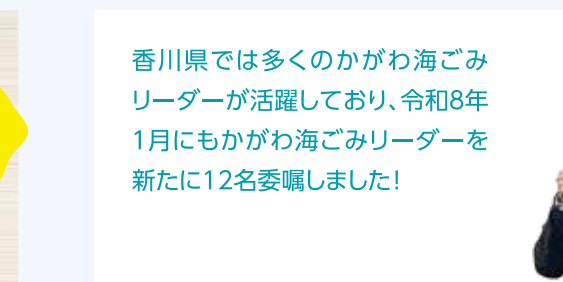 香川県では多くのかがわ海ごみ
リーダーが活躍しており、令和8年
1月にもかがわ海ごみリーダーを
新たに12名委嘱しました！